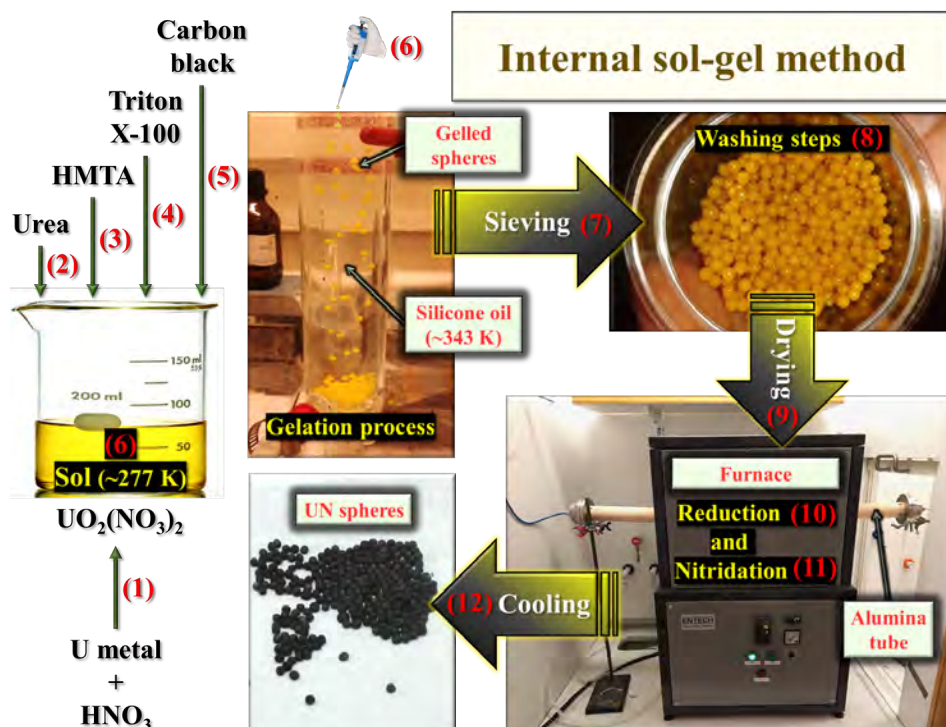 Internal sol-gel method
Carbon
black
Triton
X-100
HMTA
Urea
(2)
(3)
(4)
(5)
150 ml
200 ml
100
50
(6)
Sol (~277 K)
UO₂(NO₃)₂
(1)
U metal
+
HNO₃
(6)
Gelled
spheres
Silicone oil
(~343 K)
Gelation process
Sieving (7)
Washing steps (8)
Drying
(9)
Furnace
Reduction (10)
and
Nitridation (11)
Alumina
tube
ENTECH
(12) Cooling
UN spheres